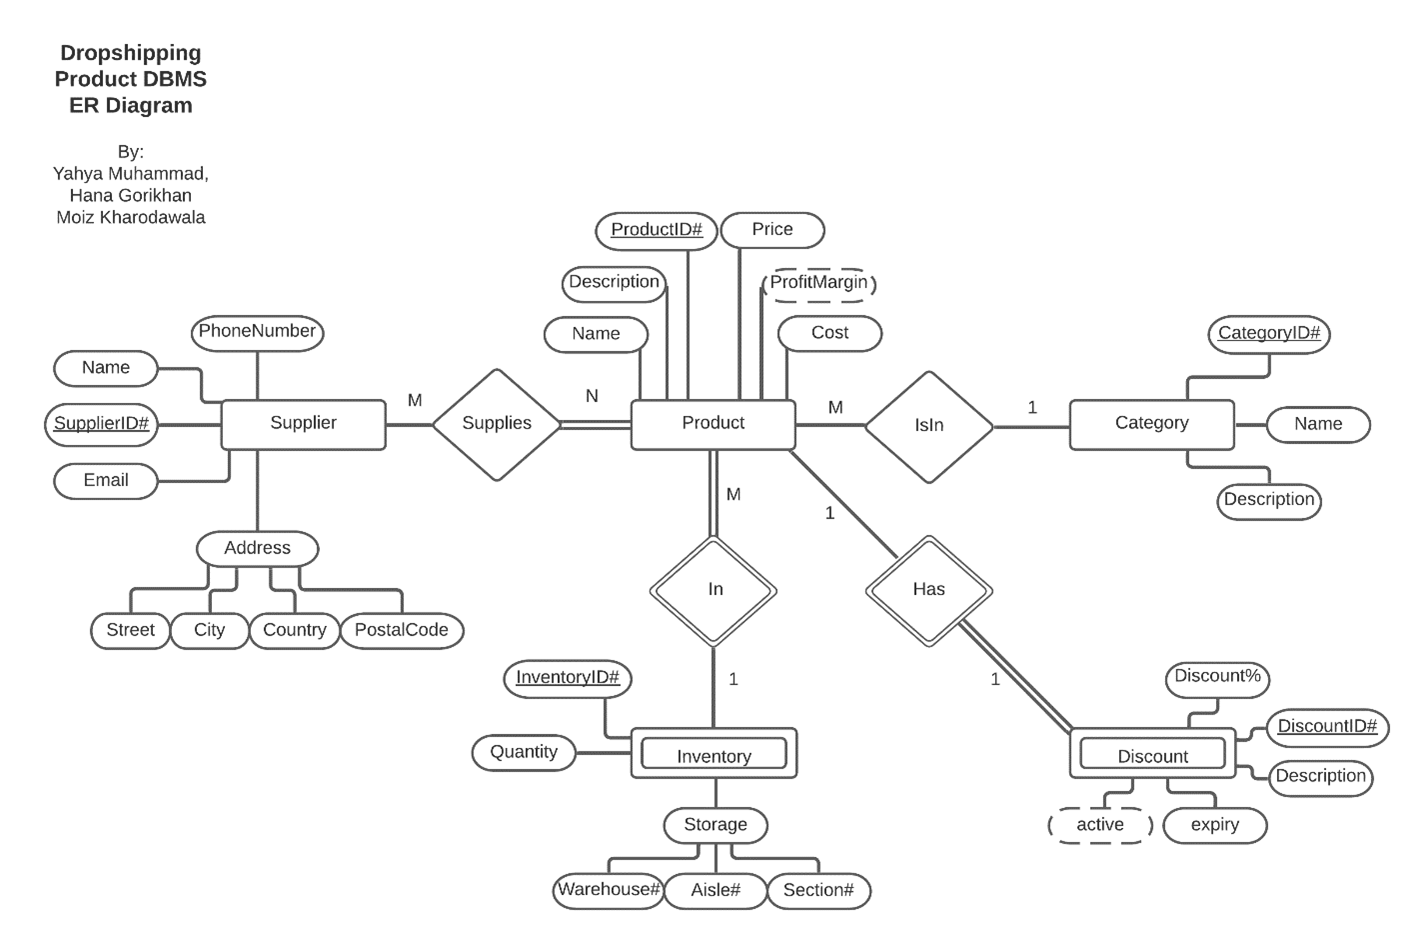 Dropshipping
Product DBMS
ER Diagram
By:
Yahya Muhammad,
Hana Gorikhan
Moiz Kharodawala
ProductID#
Price
Description
ProfitMargin
Name
Cost
PhoneNumber
Name
SupplierID#
Email
Supplier
M
Supplies
N
Product
M
IsIn
1
Category
CategoryID#
Name
Description
Address
Street
City
Country
PostalCode
M
In
1
1
Has
1
InventoryID#
Quantity
Inventory
Storage
Warehouse#
Aisle#
Section#
Discount%
DiscountID#
Description
Discount
active
expiry